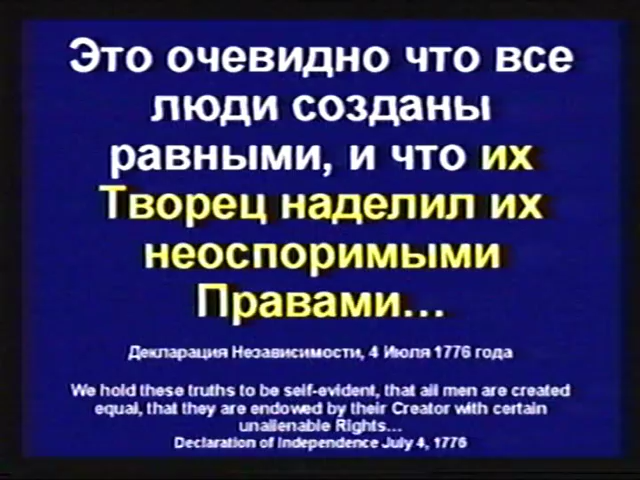 Это очевидно что все
люди созданы
равными, и что их
Творец наделил их
неоспоримыми
Правами...
Декларация Независимости, 4 Июля 1776 года
We hold these truths to be self-evident, that all men are created
equal, that they are endowed by their Creator with certain
unalienable Rights...
Declaration of Independence July 4, 1776